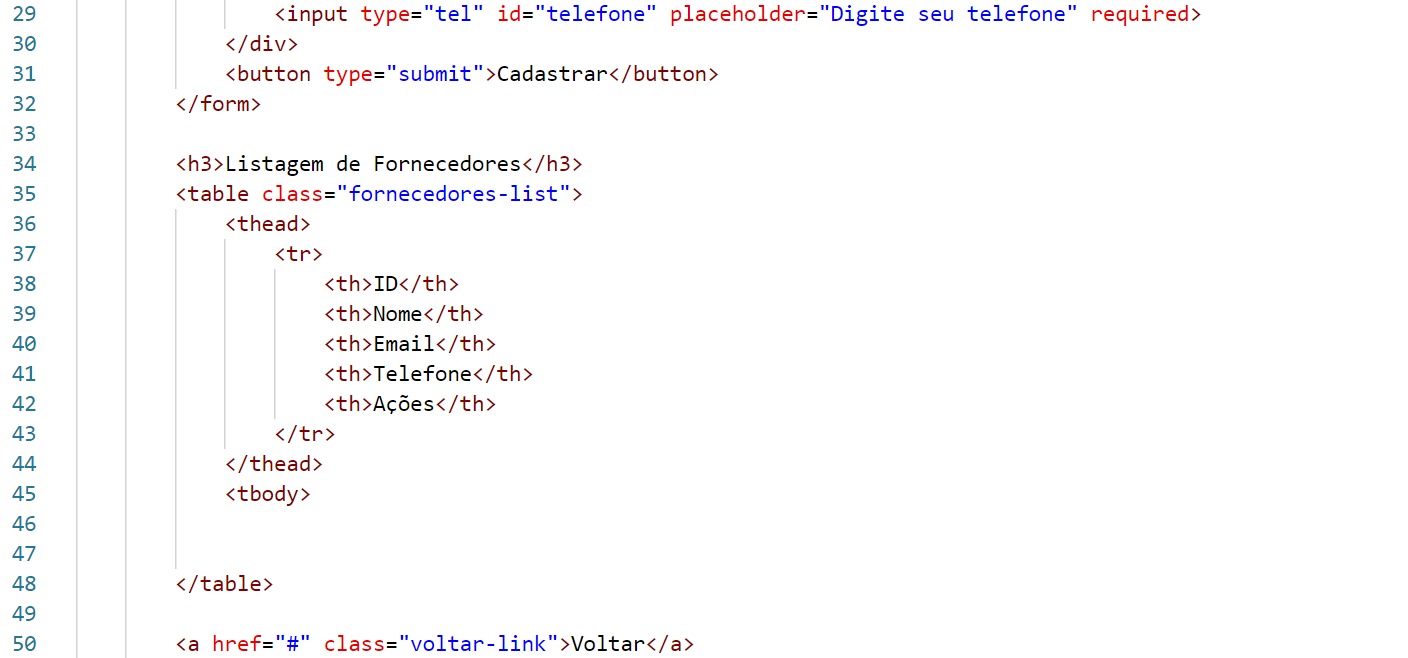 29 <input type="tel" id="telefone" placeholder="Digite seu telefone" required>
30 </div>
31 <button type="submit">Cadastrar</button>
32 </form>
33
34 <h3>Listagem de Fornecedores</h3>
35 <table class="fornecedores-list">
36 <thead>
37 <tr>
38 <th>ID</th>
39 <th>Nome</th>
40 <th>Email</th>
41 <th>Telefone</th>
42 <th>Ações</th>
43 </tr>
44 </thead>
45 <tbody>
46
47
48 </table>
49
50 <a href="#" class="voltar-link">Voltar</a>